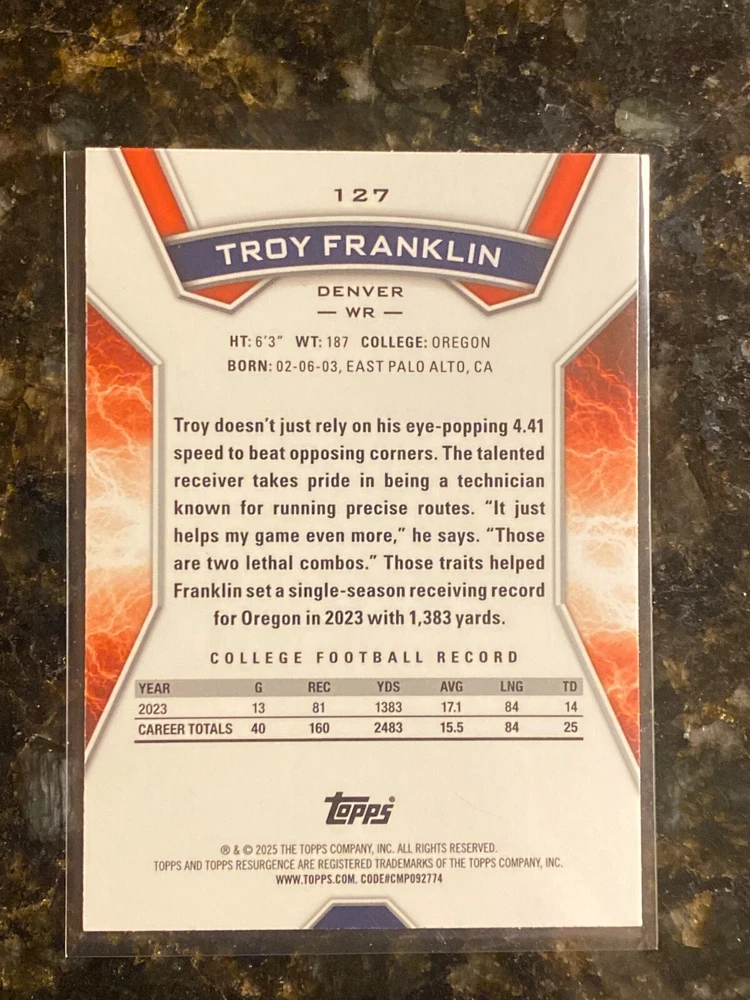 127
TROY FRANKLIN
DENVER
— WR —
HT: 6'3" WT: 187 COLLEGE: OREGON
BORN: 02-06-03, EAST PALO ALTO, CA
Troy doesn't just rely on his eye-popping 4.41
speed to beat opposing corners. The talented
receiver takes pride in being a technician
known for running precise routes. "It just
helps my game even more," he says. "Those
are two lethal combos." Those traits helped
Franklin set a single-season receiving record
for Oregon in 2023 with 1,383 yards.
COLLEGE FOOTBALL RECORD
YEAR G REC YDS AVG LNG TD
2023 13 81 1383 17.1 84 14
CAREER TOTALS 40 160 2483 15.5 84 25
topps®
® & © 2025 THE TOPPS COMPANY, INC. ALL RIGHTS RESERVED.
TOPPS AND TOPPS RESURGENCE ARE REGISTERED TRADEMARKS OF THE TOPPS COMPANY, INC.
WWW.TOPPS.COM. CODE#CMP092774